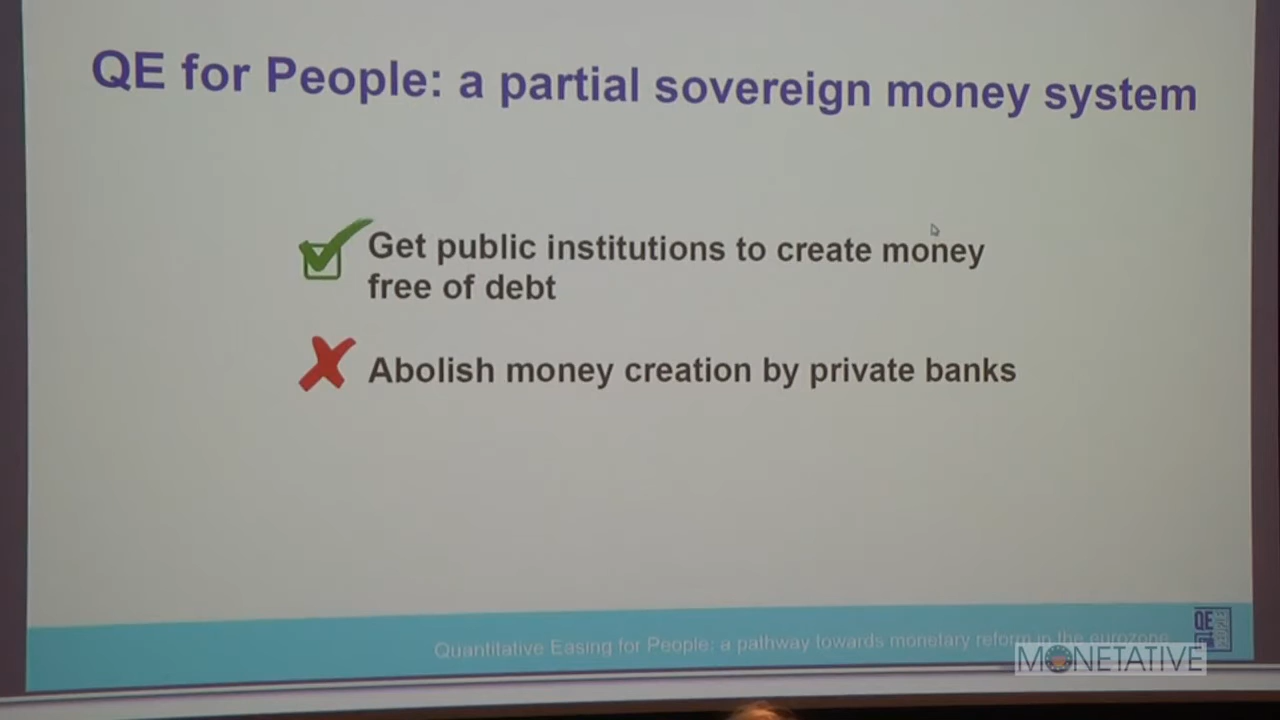 QE for People: a partial sovereign money system
Get public institutions to create money
free of debt
Abolish money creation by private banks
Quantitative Easing for People: a pathway towards monetary reform in the eurozone
QE
PEOPLE
MONETATIVE